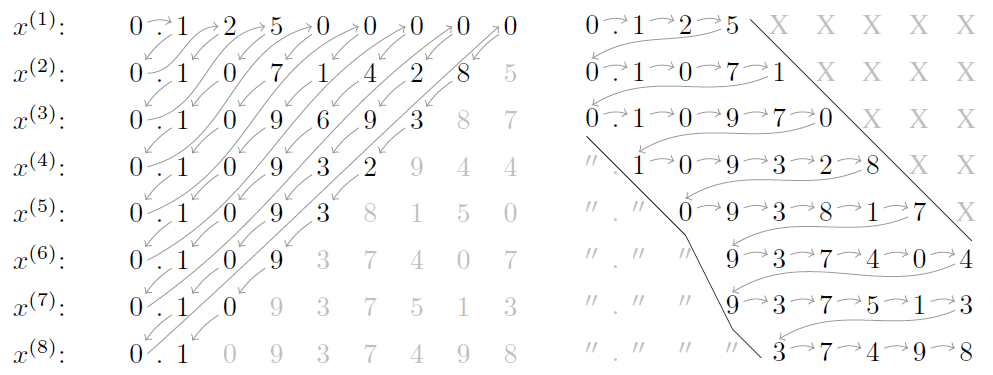 x(1): 0 . 1 2 5 0 0 0 0 0 0 . 1 2 5 X X X X X
x(2): 0 . 1 0 7 1 4 2 8 5 0 . 1 0 7 1 X X X X
x(3): 0 . 1 0 9 6 9 3 8 7 0 . 1 0 9 7 0 X X X
x(4): 0 . 1 0 9 3 2 9 4 4 " . 1 0 9 3 2 8 X X
x(5): 0 . 1 0 9 3 8 1 5 0 " . " 0 9 3 8 1 7 X
x(6): 0 . 1 0 9 3 7 4 0 7 " . " " 9 3 7 4 0 4
x(7): 0 . 1 0 9 3 7 5 1 3 " . " " 9 3 7 5 1 3
x(8): 0 . 1 0 9 3 7 4 9 8 " . " " " 3 7 4 9 8